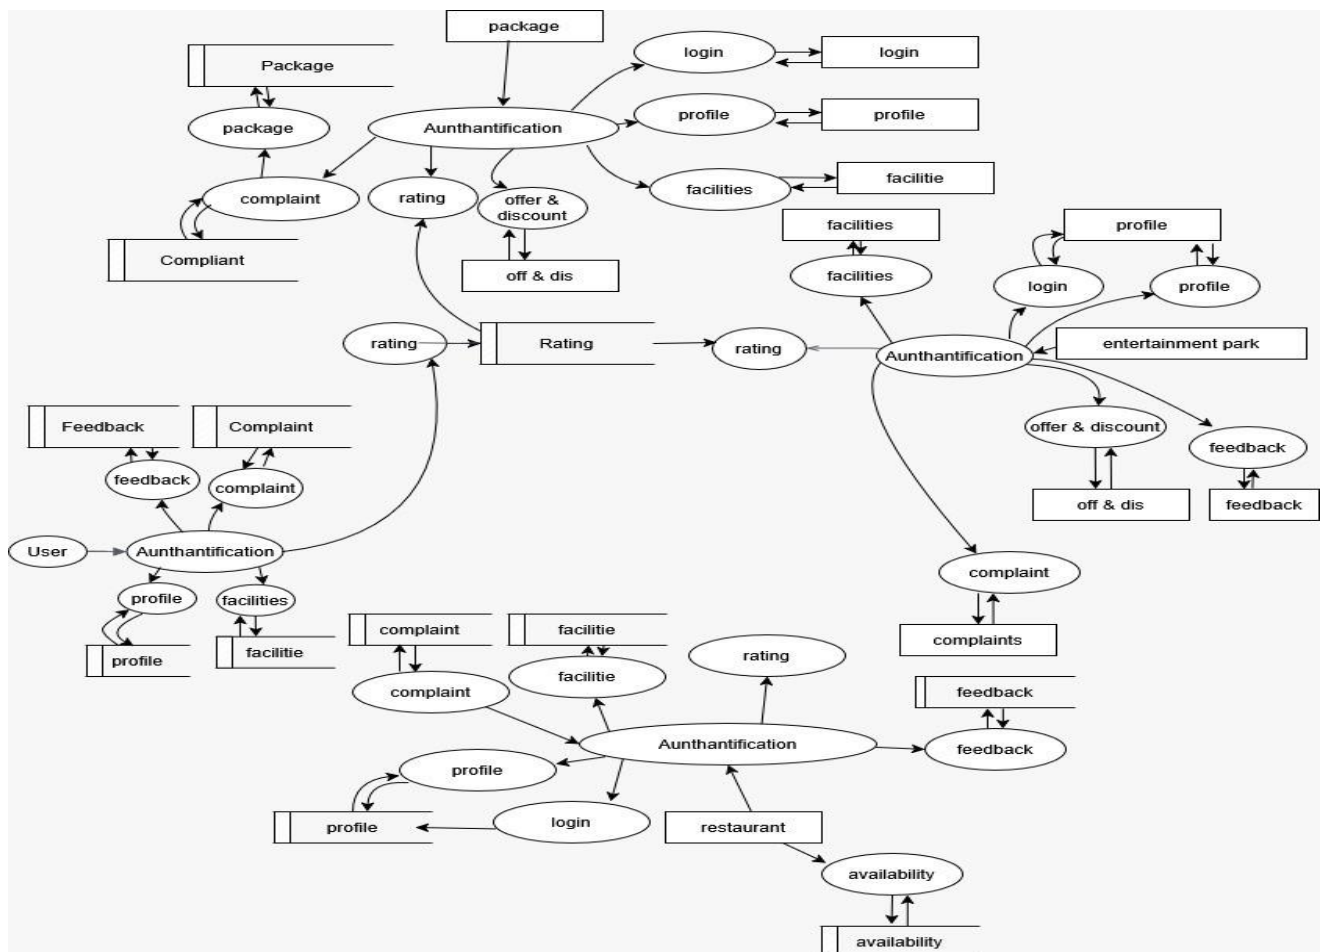 package
login
login
Package
profile
profile
package
Aunthantification
facilities
facilitie
complaint
rating
offer &
discount
Compliant
off & dis
facilities
profile
facilities
login
profile
rating
Rating
rating
Aunthantification
entertainment park
Feedback
Complaint
offer & discount
feedback
feedback
complaint
off & dis
feedback
User
Aunthantification
complaint
profile
facilities
complaints
profile
facilitie
complaint
facilitie
rating
complaint
facilitie
feedback
Aunthantification
feedback
profile
profile
login
restaurant
availability
availability